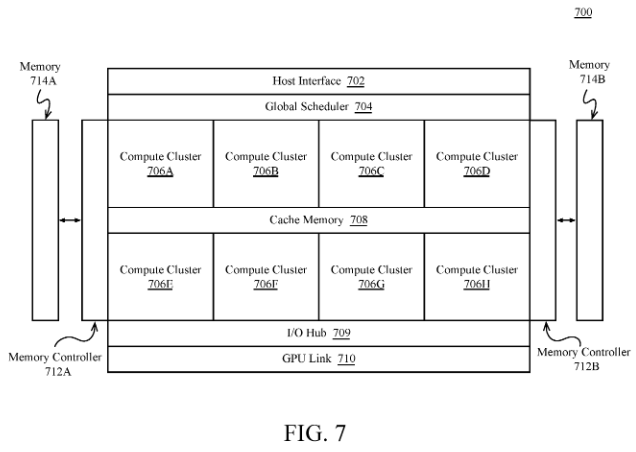 700
Memory
714A
Memory
714B
Host Interface 702
Global Scheduler 704
Compute Cluster
706A
Compute Cluster
706B
Compute Cluster
706C
Compute Cluster
706D
Cache Memory 708
Compute Cluster
706E
Compute Cluster
706F
Compute Cluster
706G
Compute Cluster
706H
I/O Hub 709
GPU Link 710
Memory Controller
712A
Memory Controller
712B
FIG. 7